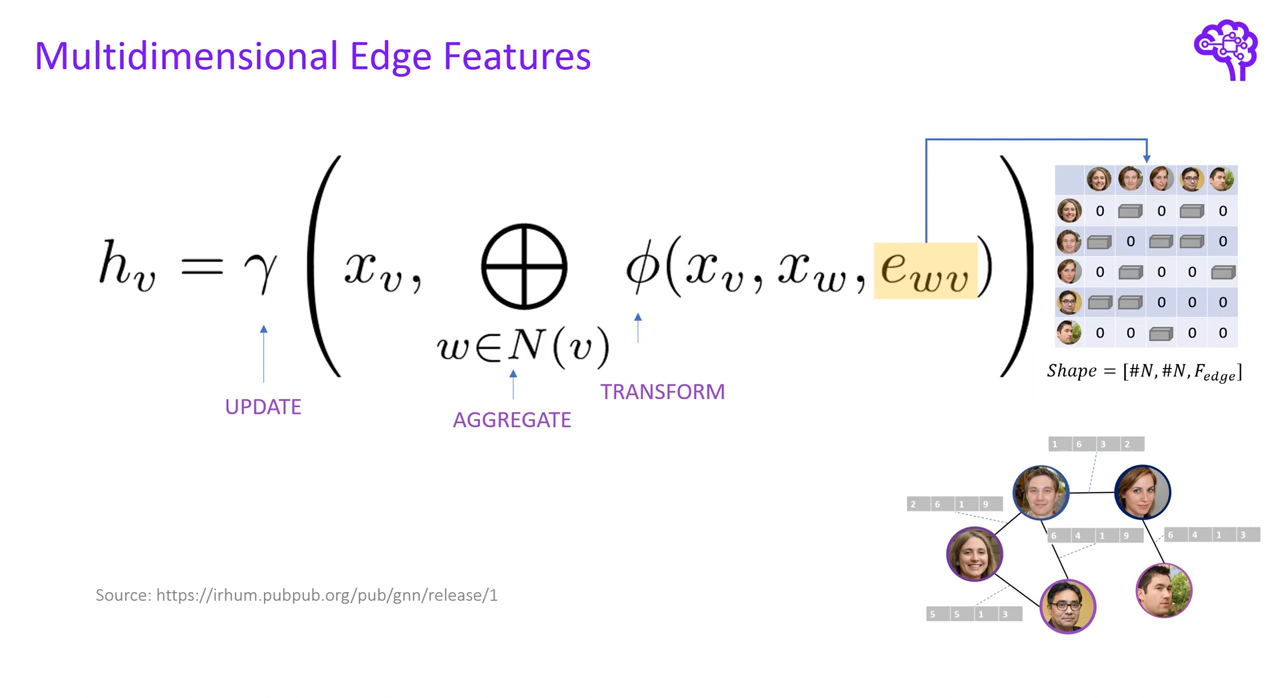 Multidimensional Edge Features
h_v = γ ( x_v, ⊕ w∈N(v) φ(x_v, x_w, e_wv) )
UPDATE
AGGREGATE
TRANSFORM
0 0 0
0 0
0 0 0
0 0 0
0 0 0 0
Shape = [#N, #N, F_edge]
1 6 3 2
2 6 1 9
6 4 1 9
6 4 1 3
5 5 1 3
Source: https://irhum.pubpub.org/pub/gnn/release/1